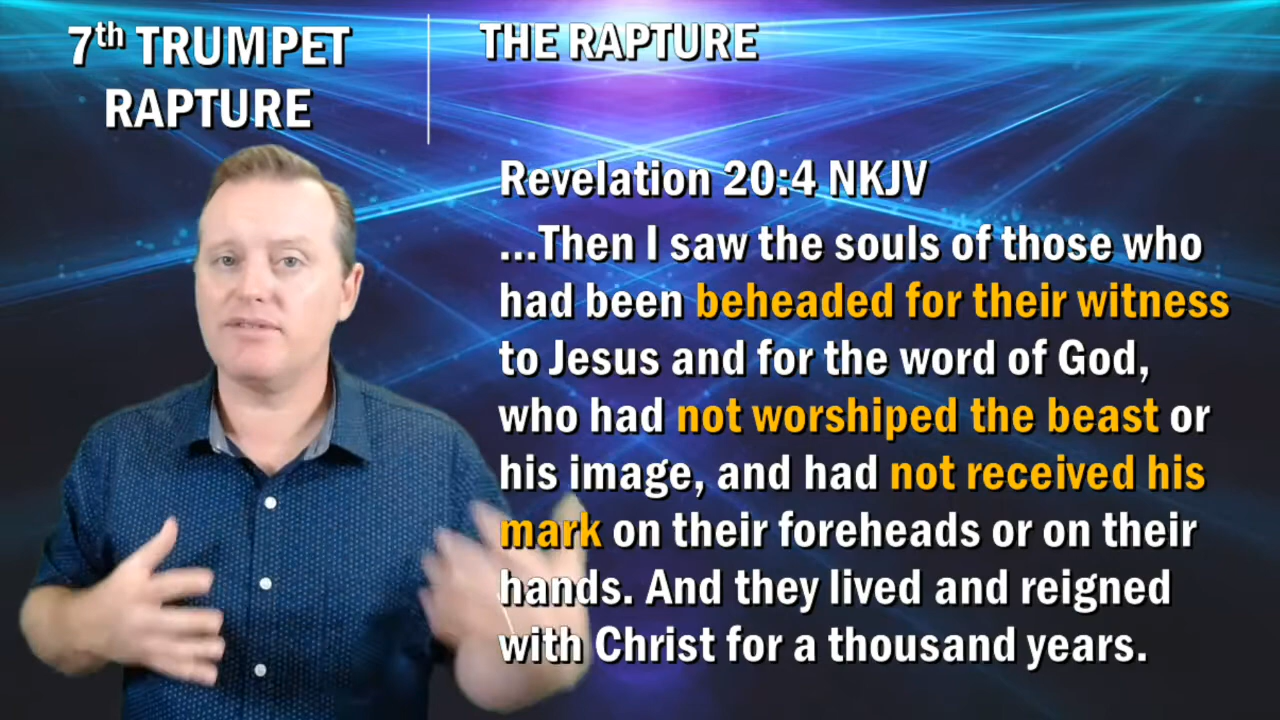 7th TRUMPET
RAPTURE
THE RAPTURE
Revelation 20:4 NKJV
...Then I saw the souls of those who
had been beheaded for their witness
to Jesus and for the word of God,
who had not worshiped the beast or
his image, and had not received his
mark on their foreheads or on their
hands. And they lived and reigned
with Christ for a thousand years.